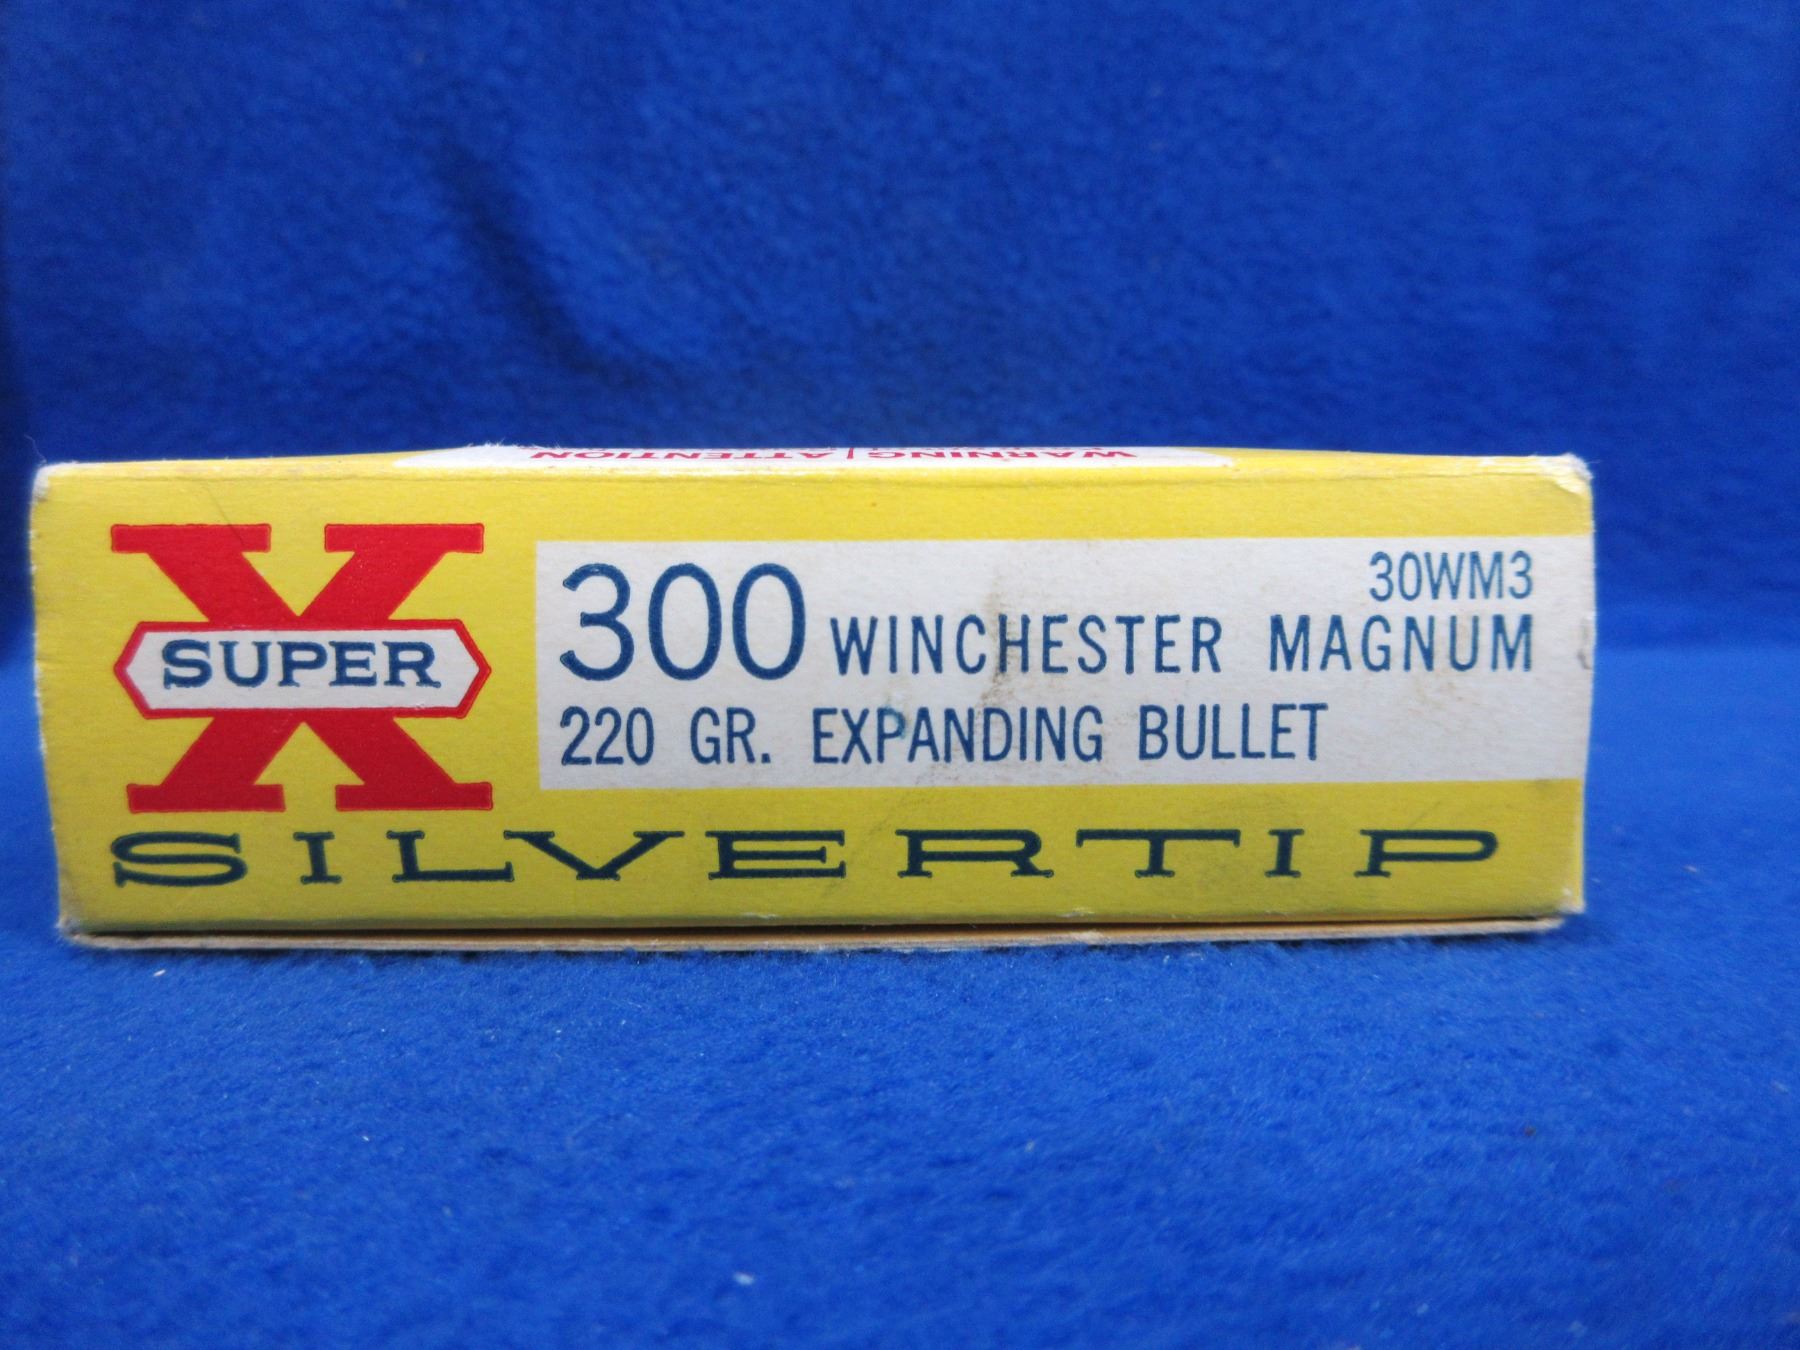 WARNING | ATTENTION
X
SUPER
30WM3
300 WINCHESTER MAGNUM
220 GR. EXPANDING BULLET
SILVERTIP